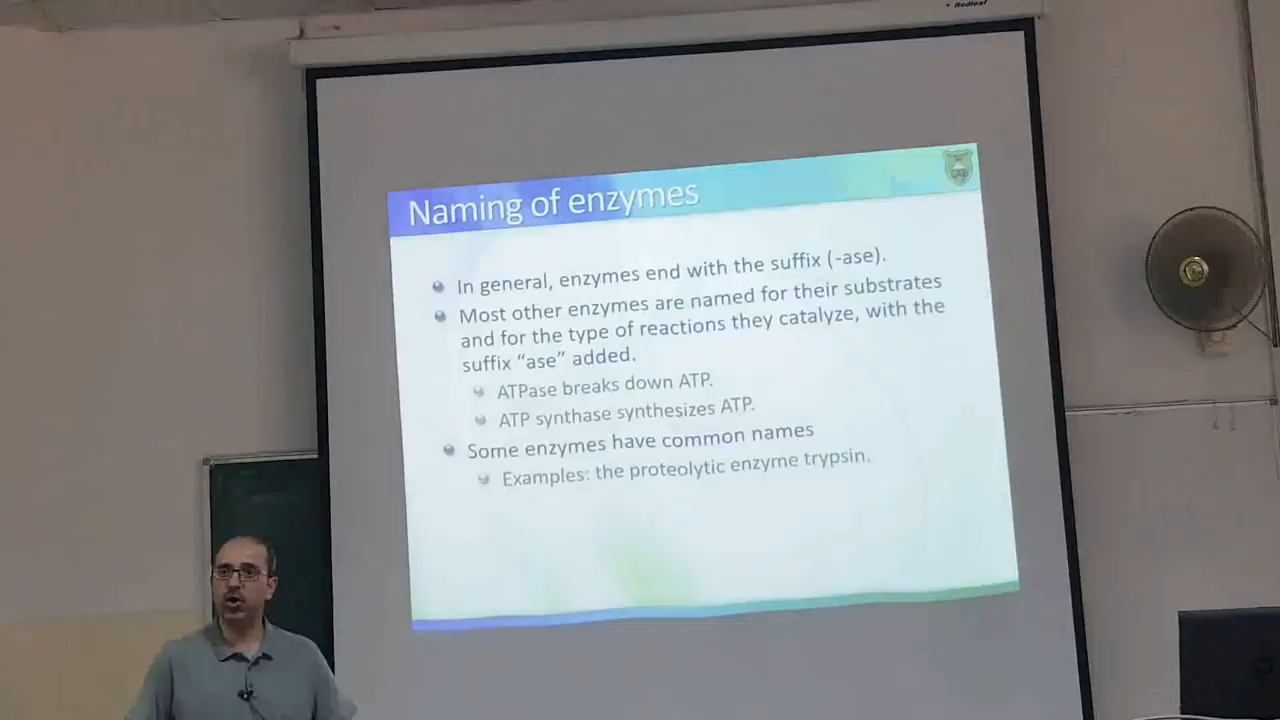 Rodleaf
Naming of enzymes
In general, enzymes end with the suffix (-ase).
Most other enzymes are named for their substrates
and for the type of reactions they catalyze, with the
suffix “ase” added.
ATPase breaks down ATP.
ATP synthase synthesizes ATP.
Some enzymes have common names
Examples: the proteolytic enzyme trypsin.